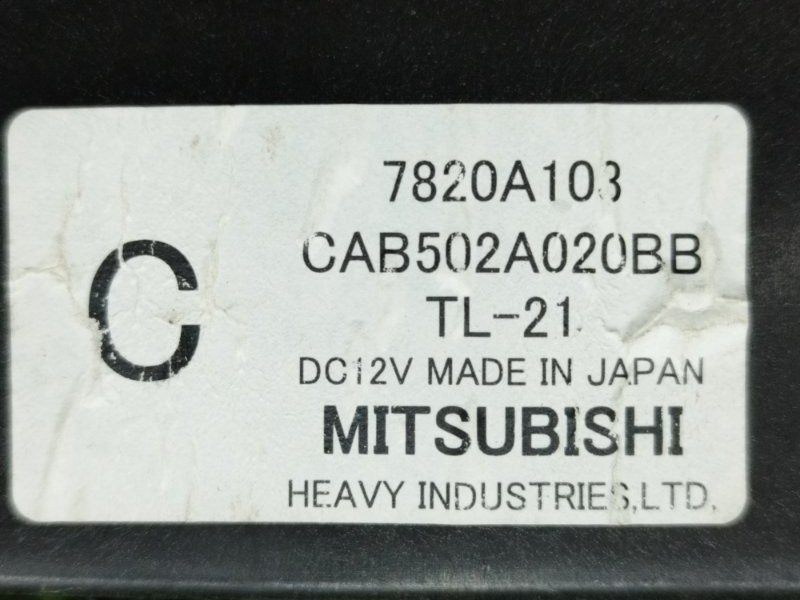 C
7820A103
CAB502A020BB
TL-21
DC12V MADE IN JAPAN
MITSUBISHI
HEAVY INDUSTRIES,LTD.